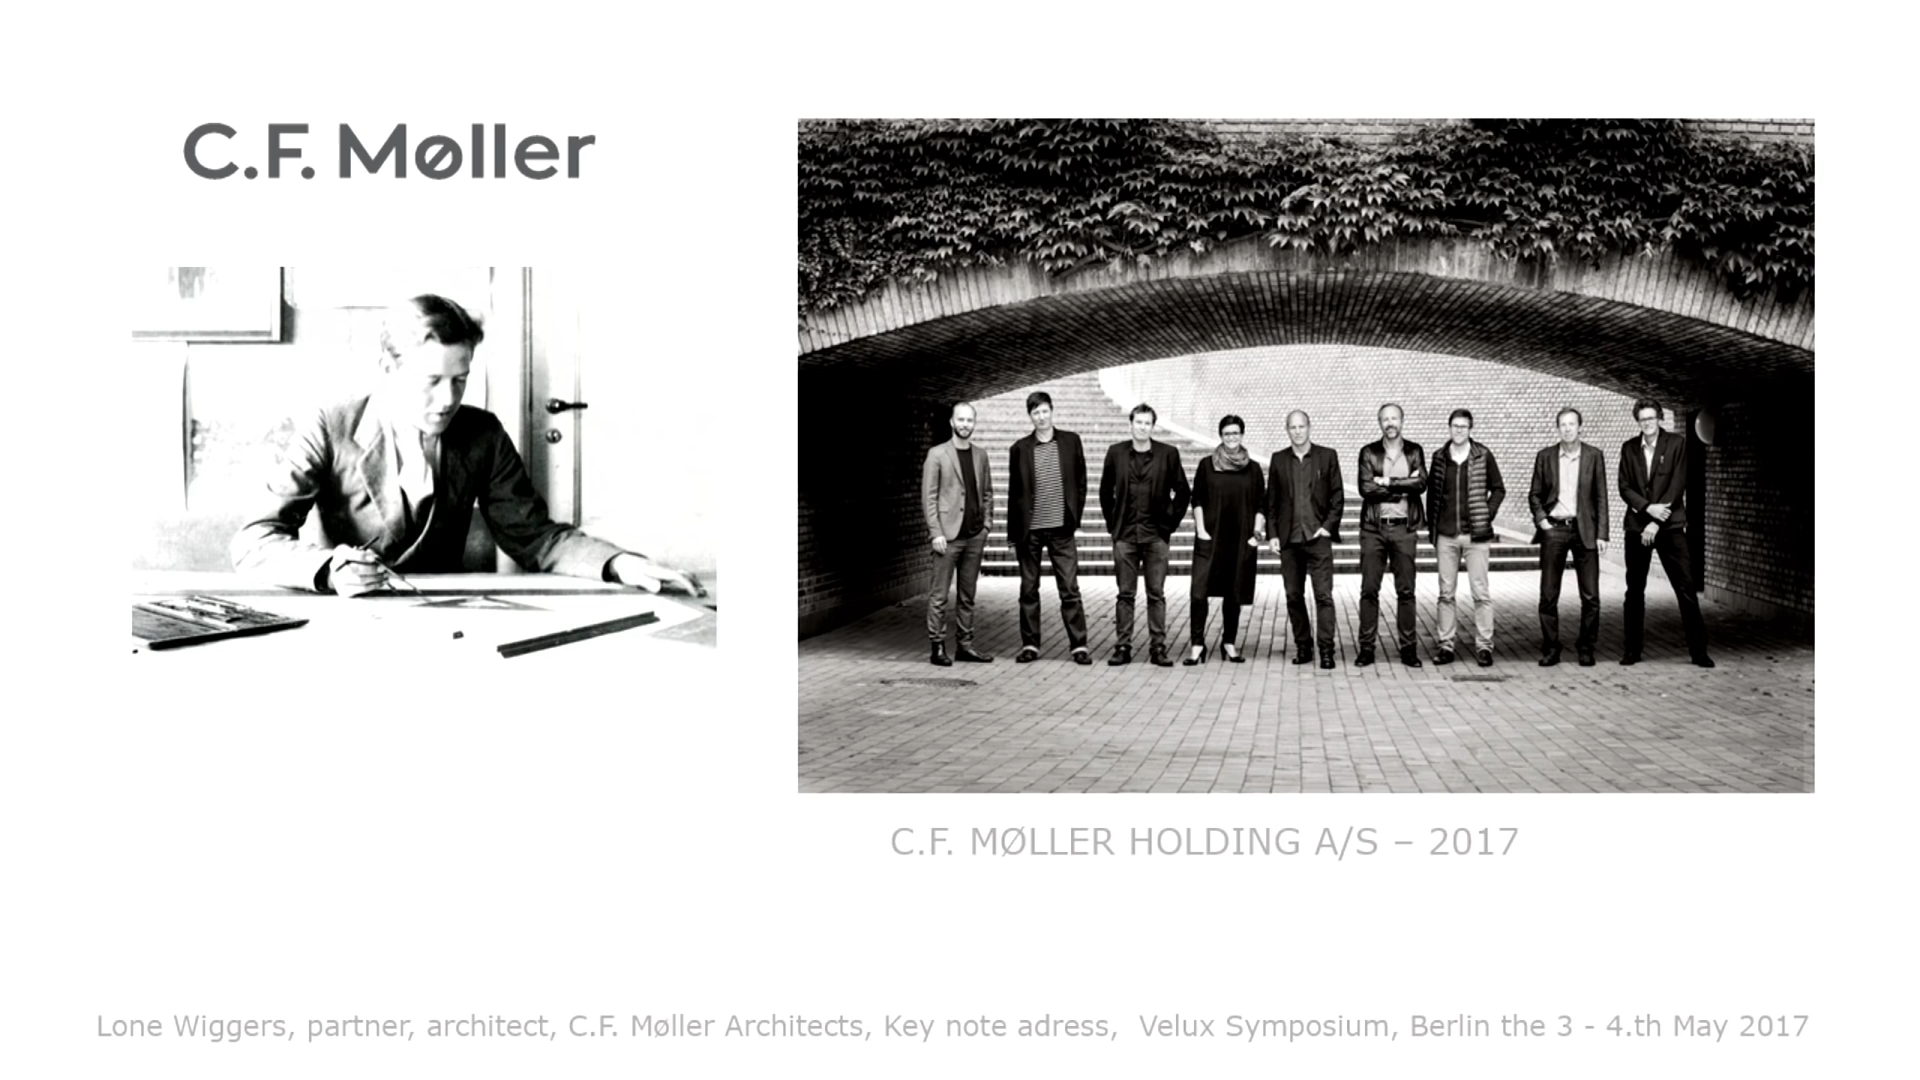 C.F. Møller
C.F. MØLLER HOLDING A/S – 2017
Lone Wiggers, partner, architect, C.F. Møller Architects, Key note adress,  Velux Symposium, Berlin the 3 - 4.th May 2017